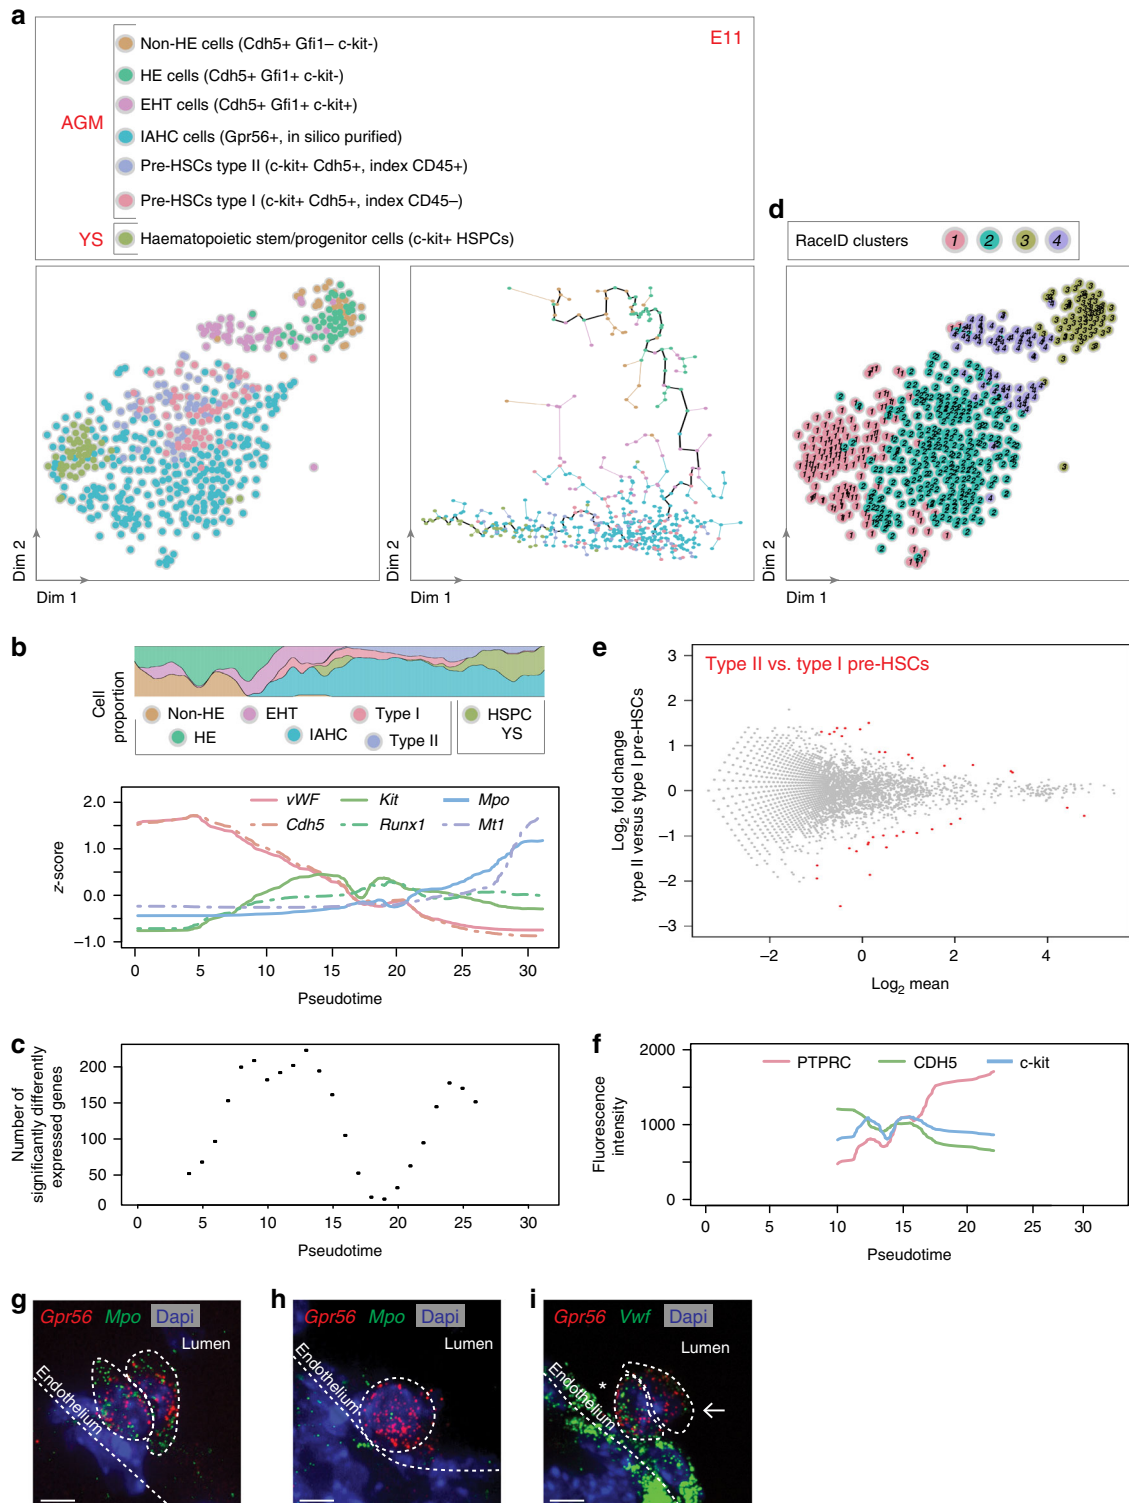 a
E11
Non-HE cells (Cdh5+ Gfi1– c-kit-)
HE cells (Cdh5+ Gfi1+ c-kit-)
EHT cells (Cdh5+ Gfi1+ c-kit+)
AGM
IAHC cells (Gpr56+, in silico purified)
Pre-HSCs type II (c-kit+ Cdh5+, index CD45+)
Pre-HSCs type I (c-kit+ Cdh5+, index CD45–)
YS
Haematopoietic stem/progenitor cells (c-kit+ HSPCs)
Dim 2
Dim 1
Dim 2
Dim 1
d
RaceID clusters 1 2 3 4
Dim 2
Dim 1
b
Cell
proportion
Non-HE EHT Type I HSPC
YS
HE IAHC Type II
vWF Kit Mpo
Cdh5 Runx1 Mt1
z-score
2.0
1.0
0.0
–1.0
0 5 10 15 20 25 30
Pseudotime
c
Number of
significantly differently
expressed genes
200
150
100
50
0
0 5 10 15 20 25 30
Pseudotime
e
Type II vs. type I pre-HSCs
Log2 fold change
type II versus type I pre-HSCs
3
2
1
0
–1
–2
–3
–2 0 2 4
Log2 mean
f
PTPRC CDH5 c-kit
Fluorescence
intensity
2000
1000
0
0 5 10 15 20 25 30
Pseudotime
g
Gpr56 Mpo Dapi
Lumen
Endothelium
h
Gpr56 Mpo Dapi
Lumen
Endothelium
i
Gpr56 Vwf Dapi
Lumen
*
Endothelium